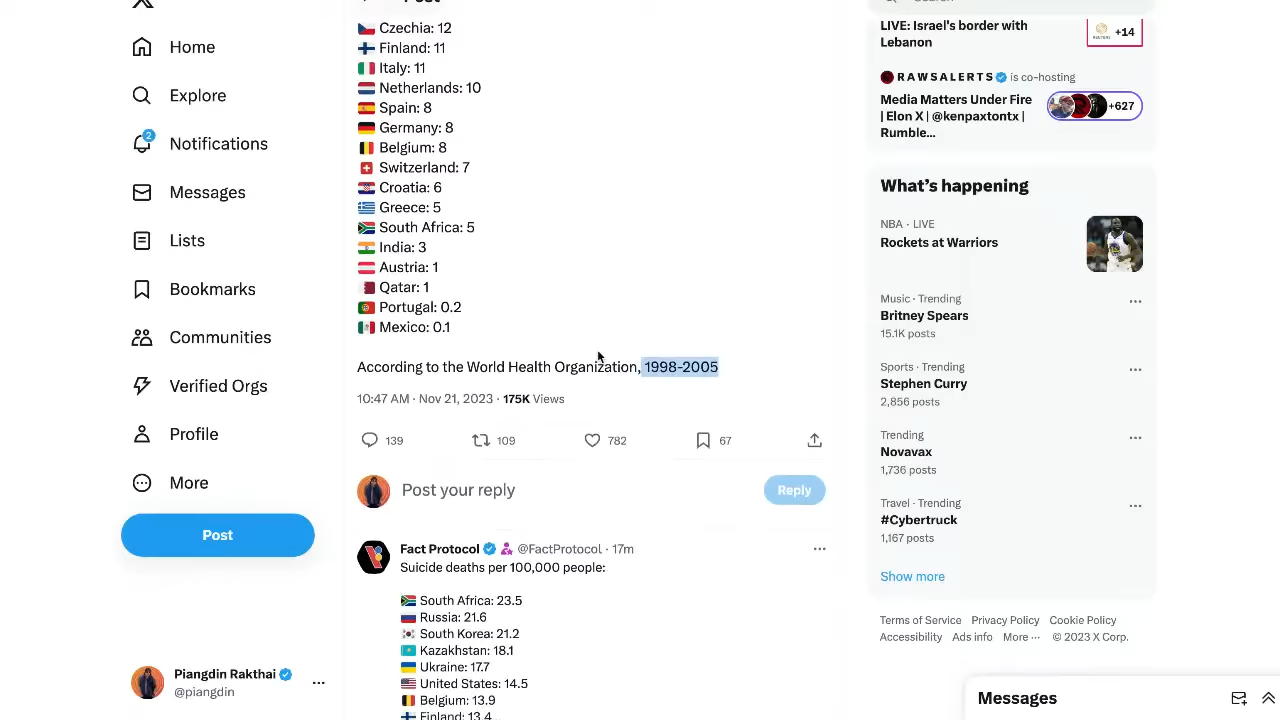 Home
Explore
2
Notifications
Messages
Lists
Bookmarks
Communities
Verified Orgs
Profile
More
Post
Piangdin Rakthai
@piangdin
Czechia: 12
Finland: 11
Italy: 11
Netherlands: 10
Spain: 8
Germany: 8
Belgium: 8
Switzerland: 7
Croatia: 6
Greece: 5
South Africa: 5
India: 3
Austria: 1
Qatar: 1
Portugal: 0.2
Mexico: 0.1
According to the World Health Organization, 1998-2005
10:47 AM · Nov 21, 2023 · 175K Views
139 109 782 67
Post your reply
Reply
Fact Protocol @FactProtocol · 17m
Suicide deaths per 100,000 people:
South Africa: 23.5
Russia: 21.6
South Korea: 21.2
Kazakhstan: 18.1
Ukraine: 17.7
United States: 14.5
Belgium: 13.9
Finland: 13.4...
LIVE: Israel's border with
Lebanon
+14
RAWSALERTS is co-hosting
Media Matters Under Fire
| Elon X | @kenpaxtontx |
Rumble...
+627
What's happening
NBA · LIVE
Rockets at Warriors
Music · Trending
Britney Spears
15.1K posts
Sports · Trending
Stephen Curry
2,856 posts
Trending
Novavax
1,736 posts
Travel · Trending
#Cybertruck
1,167 posts
Show more
Terms of Service Privacy Policy Cookie Policy
Accessibility Ads info More ··· © 2023 X Corp.
Messages